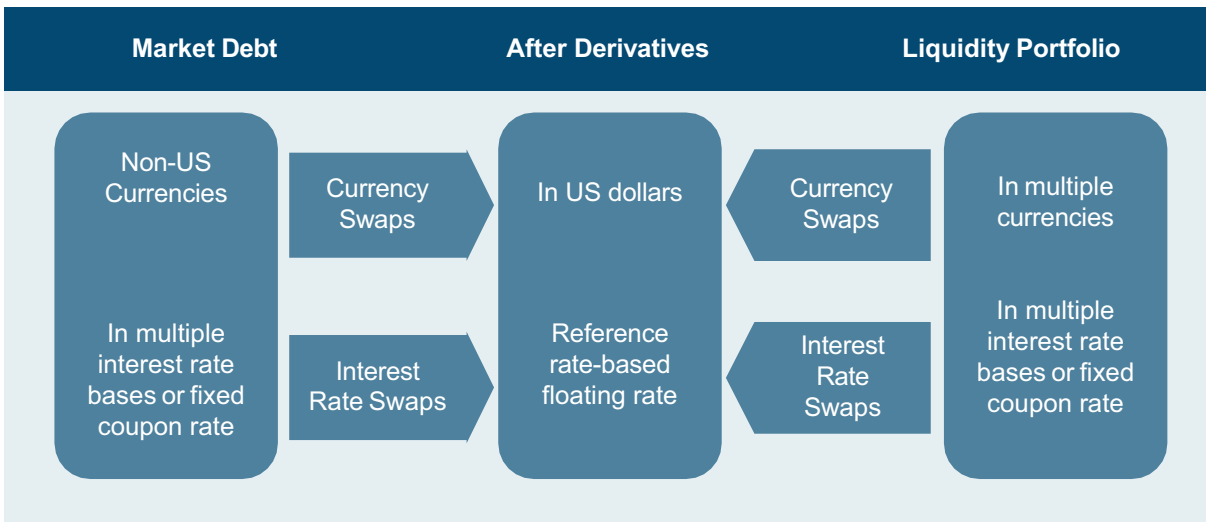 Market Debt
After Derivatives
Liquidity Portfolio
Non-US
Currencies
In multiple
interest rate
bases or fixed
coupon rate
Currency
Swaps
Interest
Rate Swaps
In US dollars
Reference
rate-based
floating rate
Currency
Swaps
Interest
Rate
Swaps
In multiple
currencies
In multiple
interest rate
bases or fixed
coupon rate